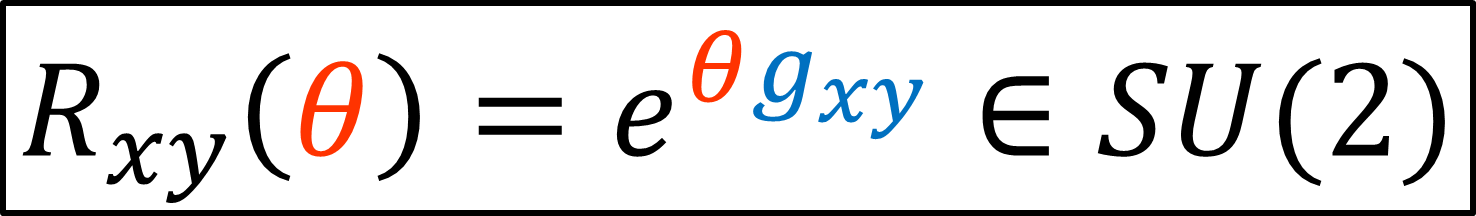 R_{xy}(θ) = e^{θ g_{xy}} ∈ SU(2)